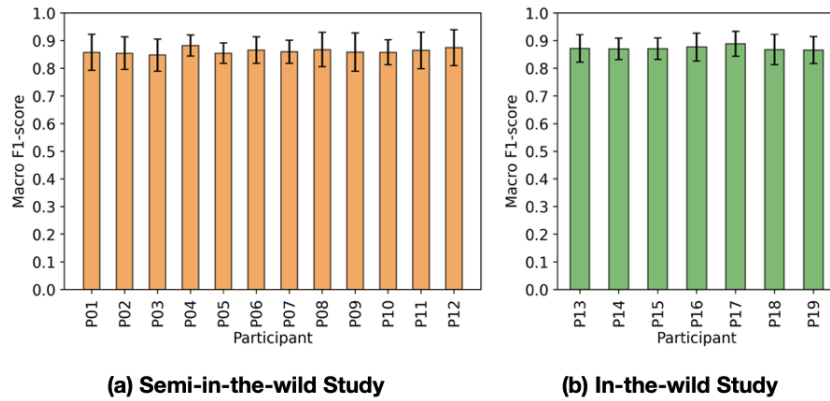 1.0
0.9
0.8
0.7
0.6
0.5
0.4
0.3
0.2
0.1
0.0
Macro F1-score
P01 P02 P03 P04 P05 P06 P07 P08 P09 P10 P11 P12
Participant
(a) Semi-in-the-wild Study
1.0
0.9
0.8
0.7
0.6
0.5
0.4
0.3
0.2
0.1
0.0
Macro F1-score
P13 P14 P15 P16 P17 P18 P19
Participant
(b) In-the-wild Study